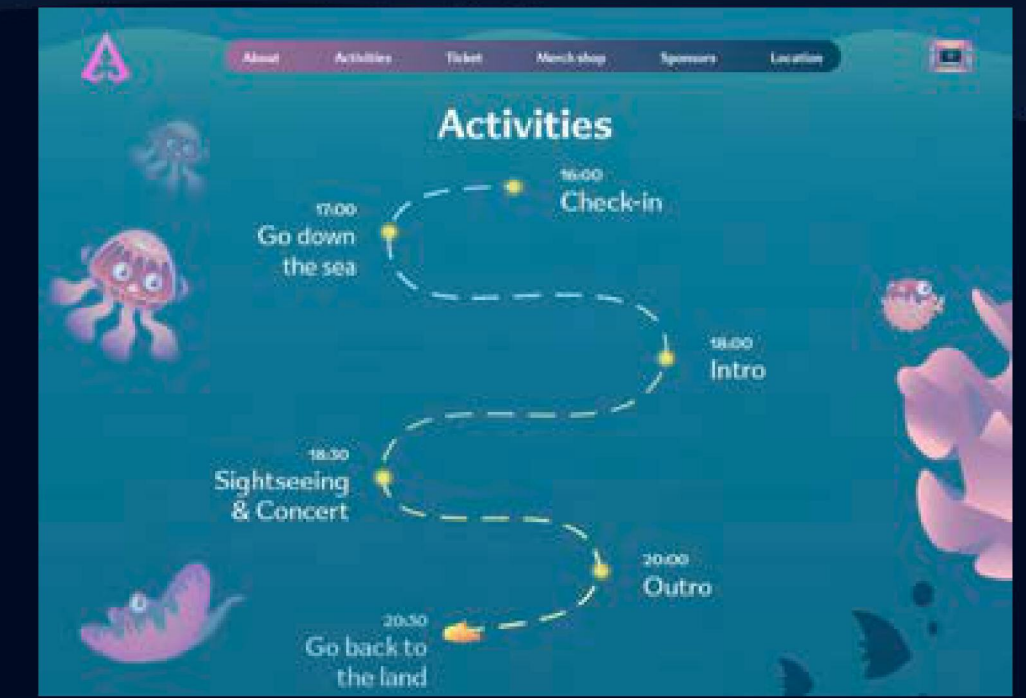 About Activities Ticket Merch shop Sponsors Location
Activities
16:00
Check-in
17:00
Go down
the sea
18:00
Intro
18:30
Sightseeing
& Concert
20:00
Outro
20:30
Go back to
the land